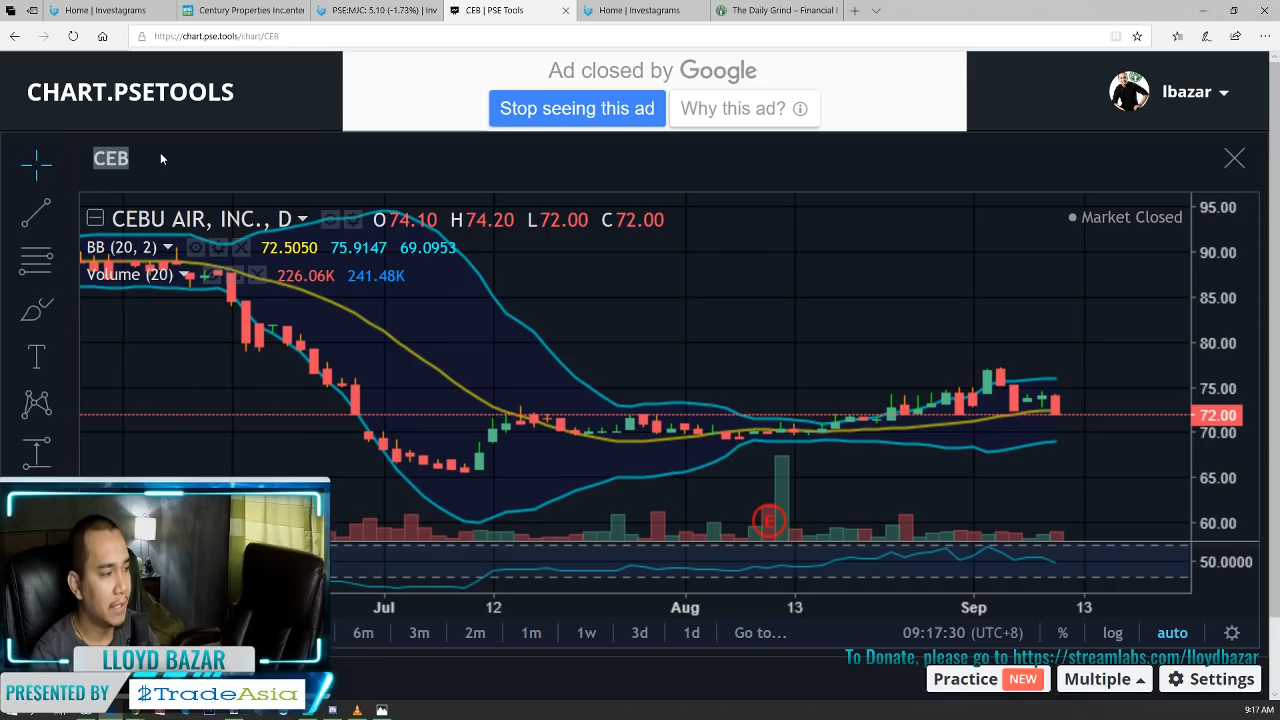 Home | Investagrams
Century Properties Incenter
PSE:MJC 5.10 (-1.73%) | Inv
CEB | PSE Tools
Home | Investagrams
The Daily Grind – Financial I
https://chart.pse.tools/chart/CEB
Ad closed by Google
CHART.PSETOOLS
Stop seeing this ad
Why this ad?
lbazar
CEB
CEBU AIR, INC., D
O74.10 H74.20 L72.00 C72.00
Market Closed
BB (20, 2) 72.5050 75.9147 69.0953
Volume (20) 226.06K 241.48K
95.00
90.00
85.00
80.00
75.00
72.00
70.00
65.00
60.00
E
50.0000
Jul 12 Aug 13 Sep 13
6m 3m 2m 1m 1w 3d 1d Go to... 09:17:30 (UTC+8) % log auto
To Donate, please go to https://streamlabs.com/lloydbazar
LLOYD BAZAR
PRESENTED BY TradeAsia
Practice NEW Multiple Settings
9:17 AM